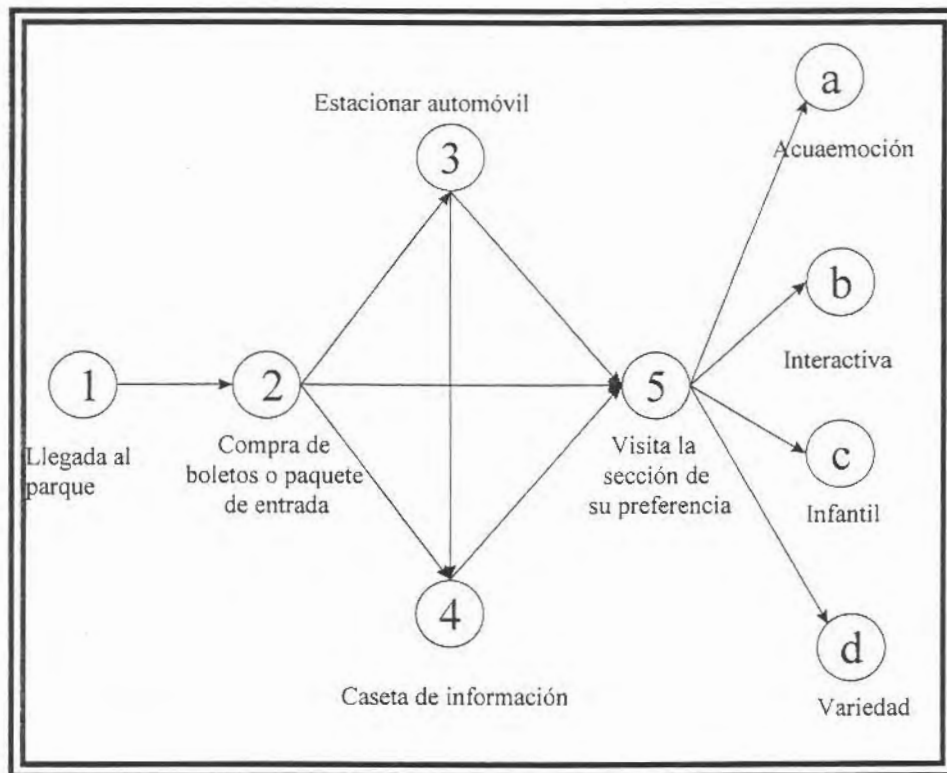 a
Acuaemoción
Estacionar automóvil
3
b
Interactiva
1
Llegada al
parque
2
Compra de
boletos o paquete
de entrada
5
Visita la
sección de
su preferencia
c
Infantil
4
Caseta de información
d
Variedad